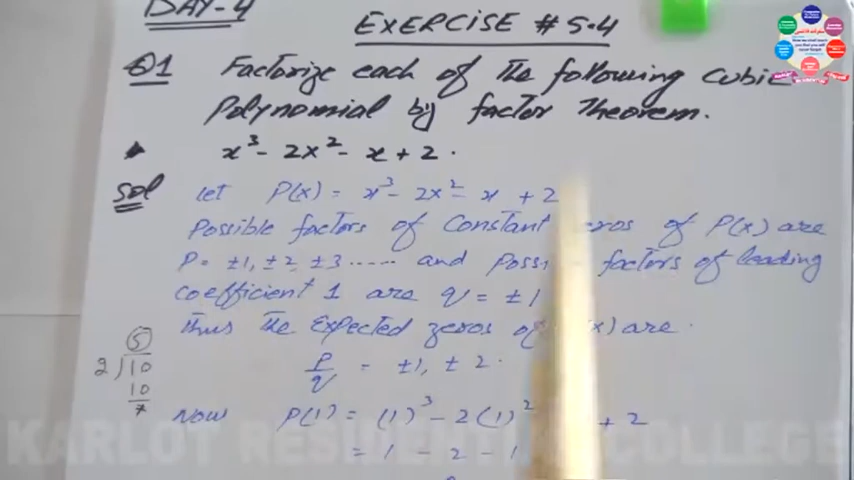 DAY-4
EXERCISE # 5.4
Q1 Factorize each of the following cubic
Polynomial by factor Theorem.
x³ - 2x² - x + 2.
Sol let P(x) = x³ - 2x² - x + 2
Possible factors of Constant zeros of P(x) are
P = ±1, ±2, ±3...... and factors of leading
coefficient 1 are q = ±1
Thus The Expected zeros of (x) are.
P/q = ±1, ±2.
5
2)10
10
×
Now P(1) = (1)³ - 2(1)² + 2
= 1 - 2 - 1
KARLOT RESIDENTIAL COLLEGE